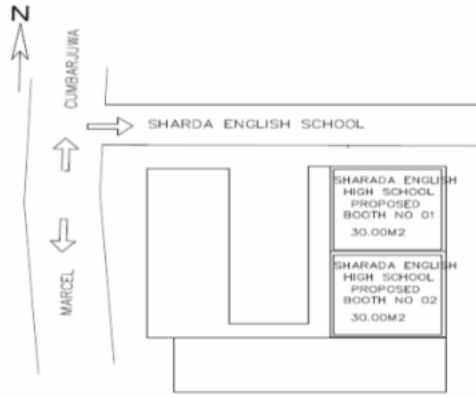 N
CUMBARJUWA
SHARDA ENGLISH SCHOOL
MARCEL
SHARADA ENGLISH
HIGH SCHOOL
PROPOSED
BOOTH NO 01
30.00M2
SHARADA ENGLISH
HIGH SCHOOL
PROPOSED
BOOTH NO 02
30.00M2